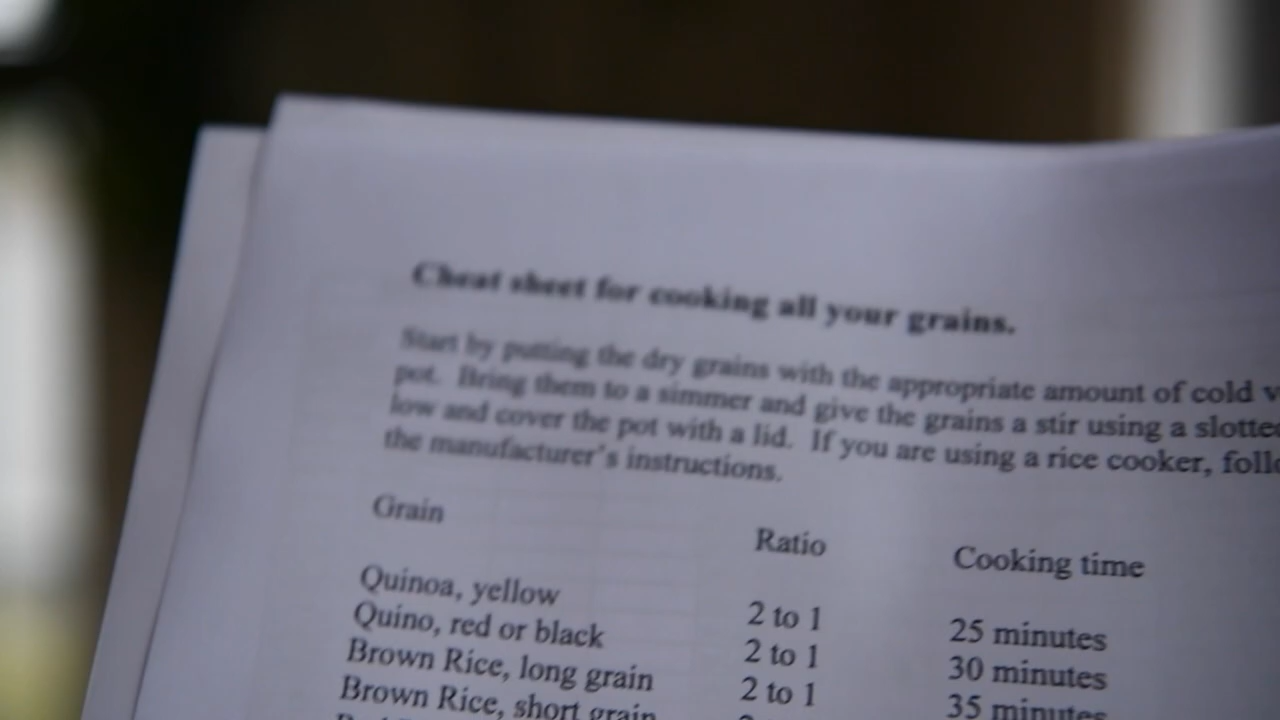 Cheat sheet for cooking all your grains.
Start by putting the dry grains with the appropriate amount of cold
pot. Bring them to a simmer and give the grains a stir using a slotted
low and cover the pot with a lid. If you are using a rice cooker,
the manufacturer's instructions.
Grain Ratio Cooking time
Quinoa, yellow 2 to 1 25 minutes
Quino, red or black 2 to 1 30 minutes
Brown Rice, long grain 2 to 1 35 minutes
Brown Rice, short grain